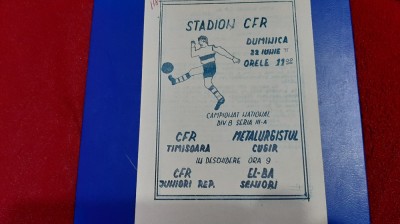 STADION CFR
DUMINICA
22 IUNIE
ORELE 11 00
CAMPIONAT NATIONAL
DIV B SERIA III-A
CFR METALURGISTUL
TIMISOARA CUGIR
IN DESCHIDERE ORA 9
CFR EL-BA
JUNIORI REP. SENIORI